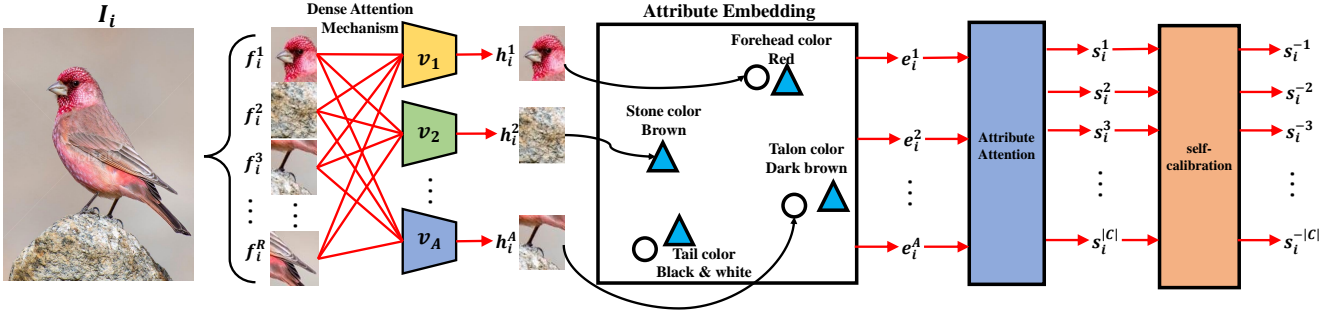 I_i
Dense Attention
Mechanism
Attribute Embedding
f_i^1
f_i^2
f_i^3
f_i^R
v_1
v_2
v_A
h_i^1
h_i^2
h_i^A
Forehead color
Red
Stone color
Brown
Talon color
Dark brown
Tail color
Black & white
e_i^1
e_i^2
e_i^A
Attribute
Attention
s_i^1
s_i^2
s_i^3
s_i^{|C|}
self-
calibration
s_i^{-1}
s_i^{-2}
s_i^{-3}
s_i^{-|C|}